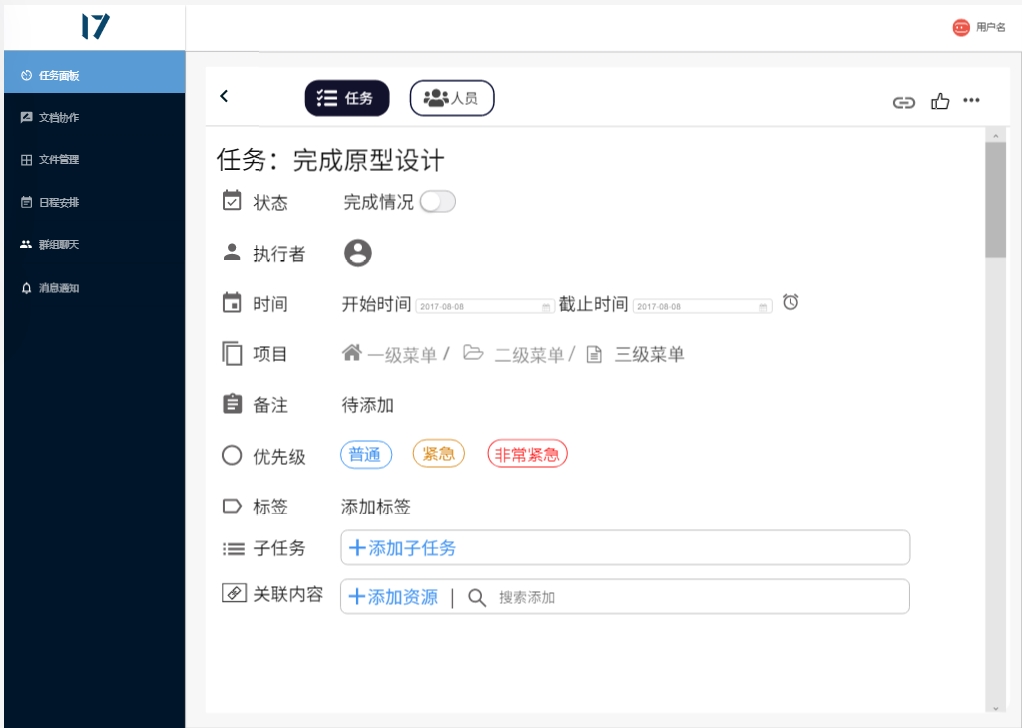 17
用户名
任务面板
文档协作
文件管理
日程安排
群组聊天
消息通知
任务
人员
任务：完成原型设计
状态 完成情况
执行者
时间 开始时间 2017-08-08 截止时间 2017-08-08
项目 一级菜单 / 二级菜单 / 三级菜单
备注 待添加
优先级 普通 紧急 非常紧急
标签 添加标签
子任务 +添加子任务
关联内容 +添加资源 | 搜索添加